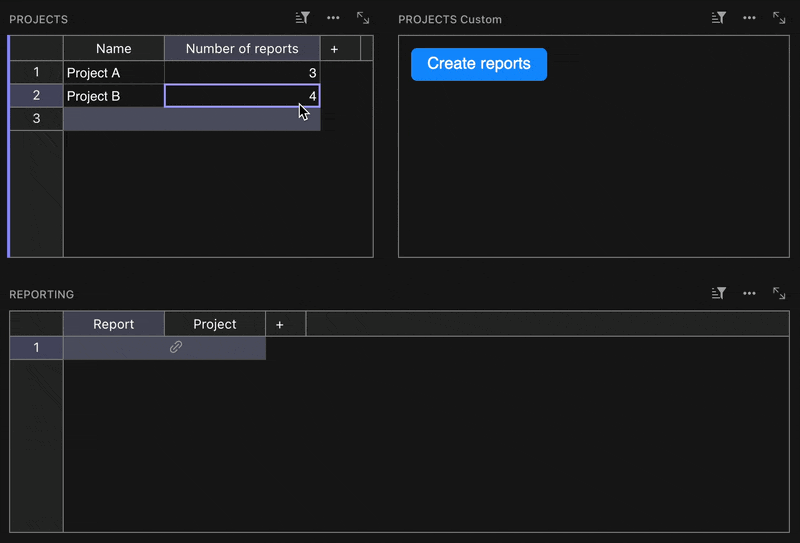 PROJECTS
Name Number of reports +
1 Project A 3
2 Project B 4
3
PROJECTS Custom
Create reports
REPORTING
Report Project +
1